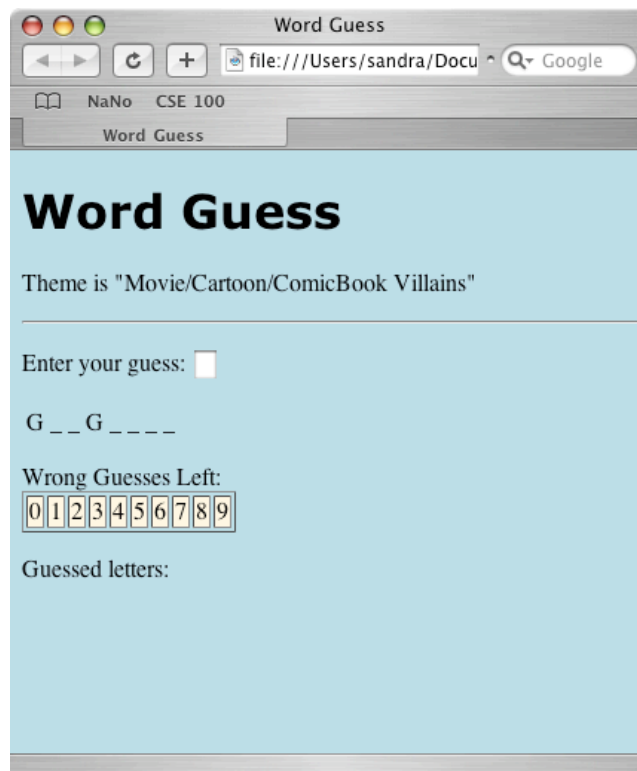 Word Guess
file:///Users/sandra/Docu Google
NaNo CSE 100
Word Guess
Word Guess
Theme is "Movie/Cartoon/ComicBook Villains"
Enter your guess:
G _ _ G _ _ _ _
Wrong Guesses Left:
0 1 2 3 4 5 6 7 8 9
Guessed letters: